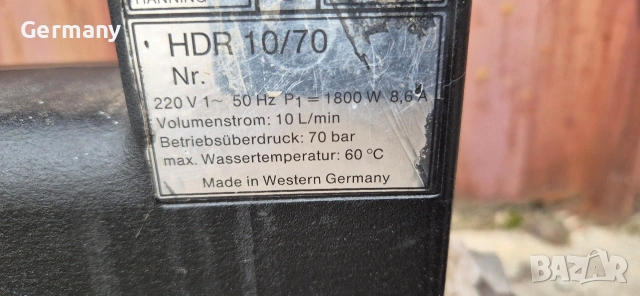 Germany
HANNING
HDR 10/70
Nr.
220 V 1~ 50 Hz P1 = 1800 W 8,6 A
Volumenstrom: 10 L/min
Betriebsüberdruck: 70 bar
max. Wassertemperatur: 60 °C
Made in Western Germany
BAZAR